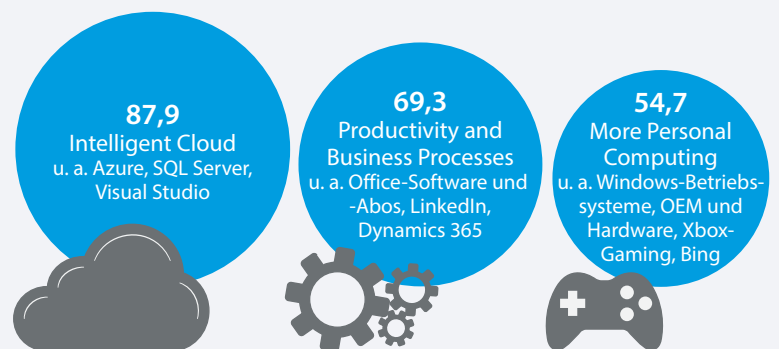 87,9
Intelligent Cloud
u. a. Azure, SQL Server,
Visual Studio
69,3
Productivity and
Business Processes
u. a. Office-Software und
-Abos, LinkedIn,
Dynamics 365
54,7
More Personal
Computing
u. a. Windows-Betriebs-
systeme, OEM und
Hardware, Xbox-
Gaming, Bing